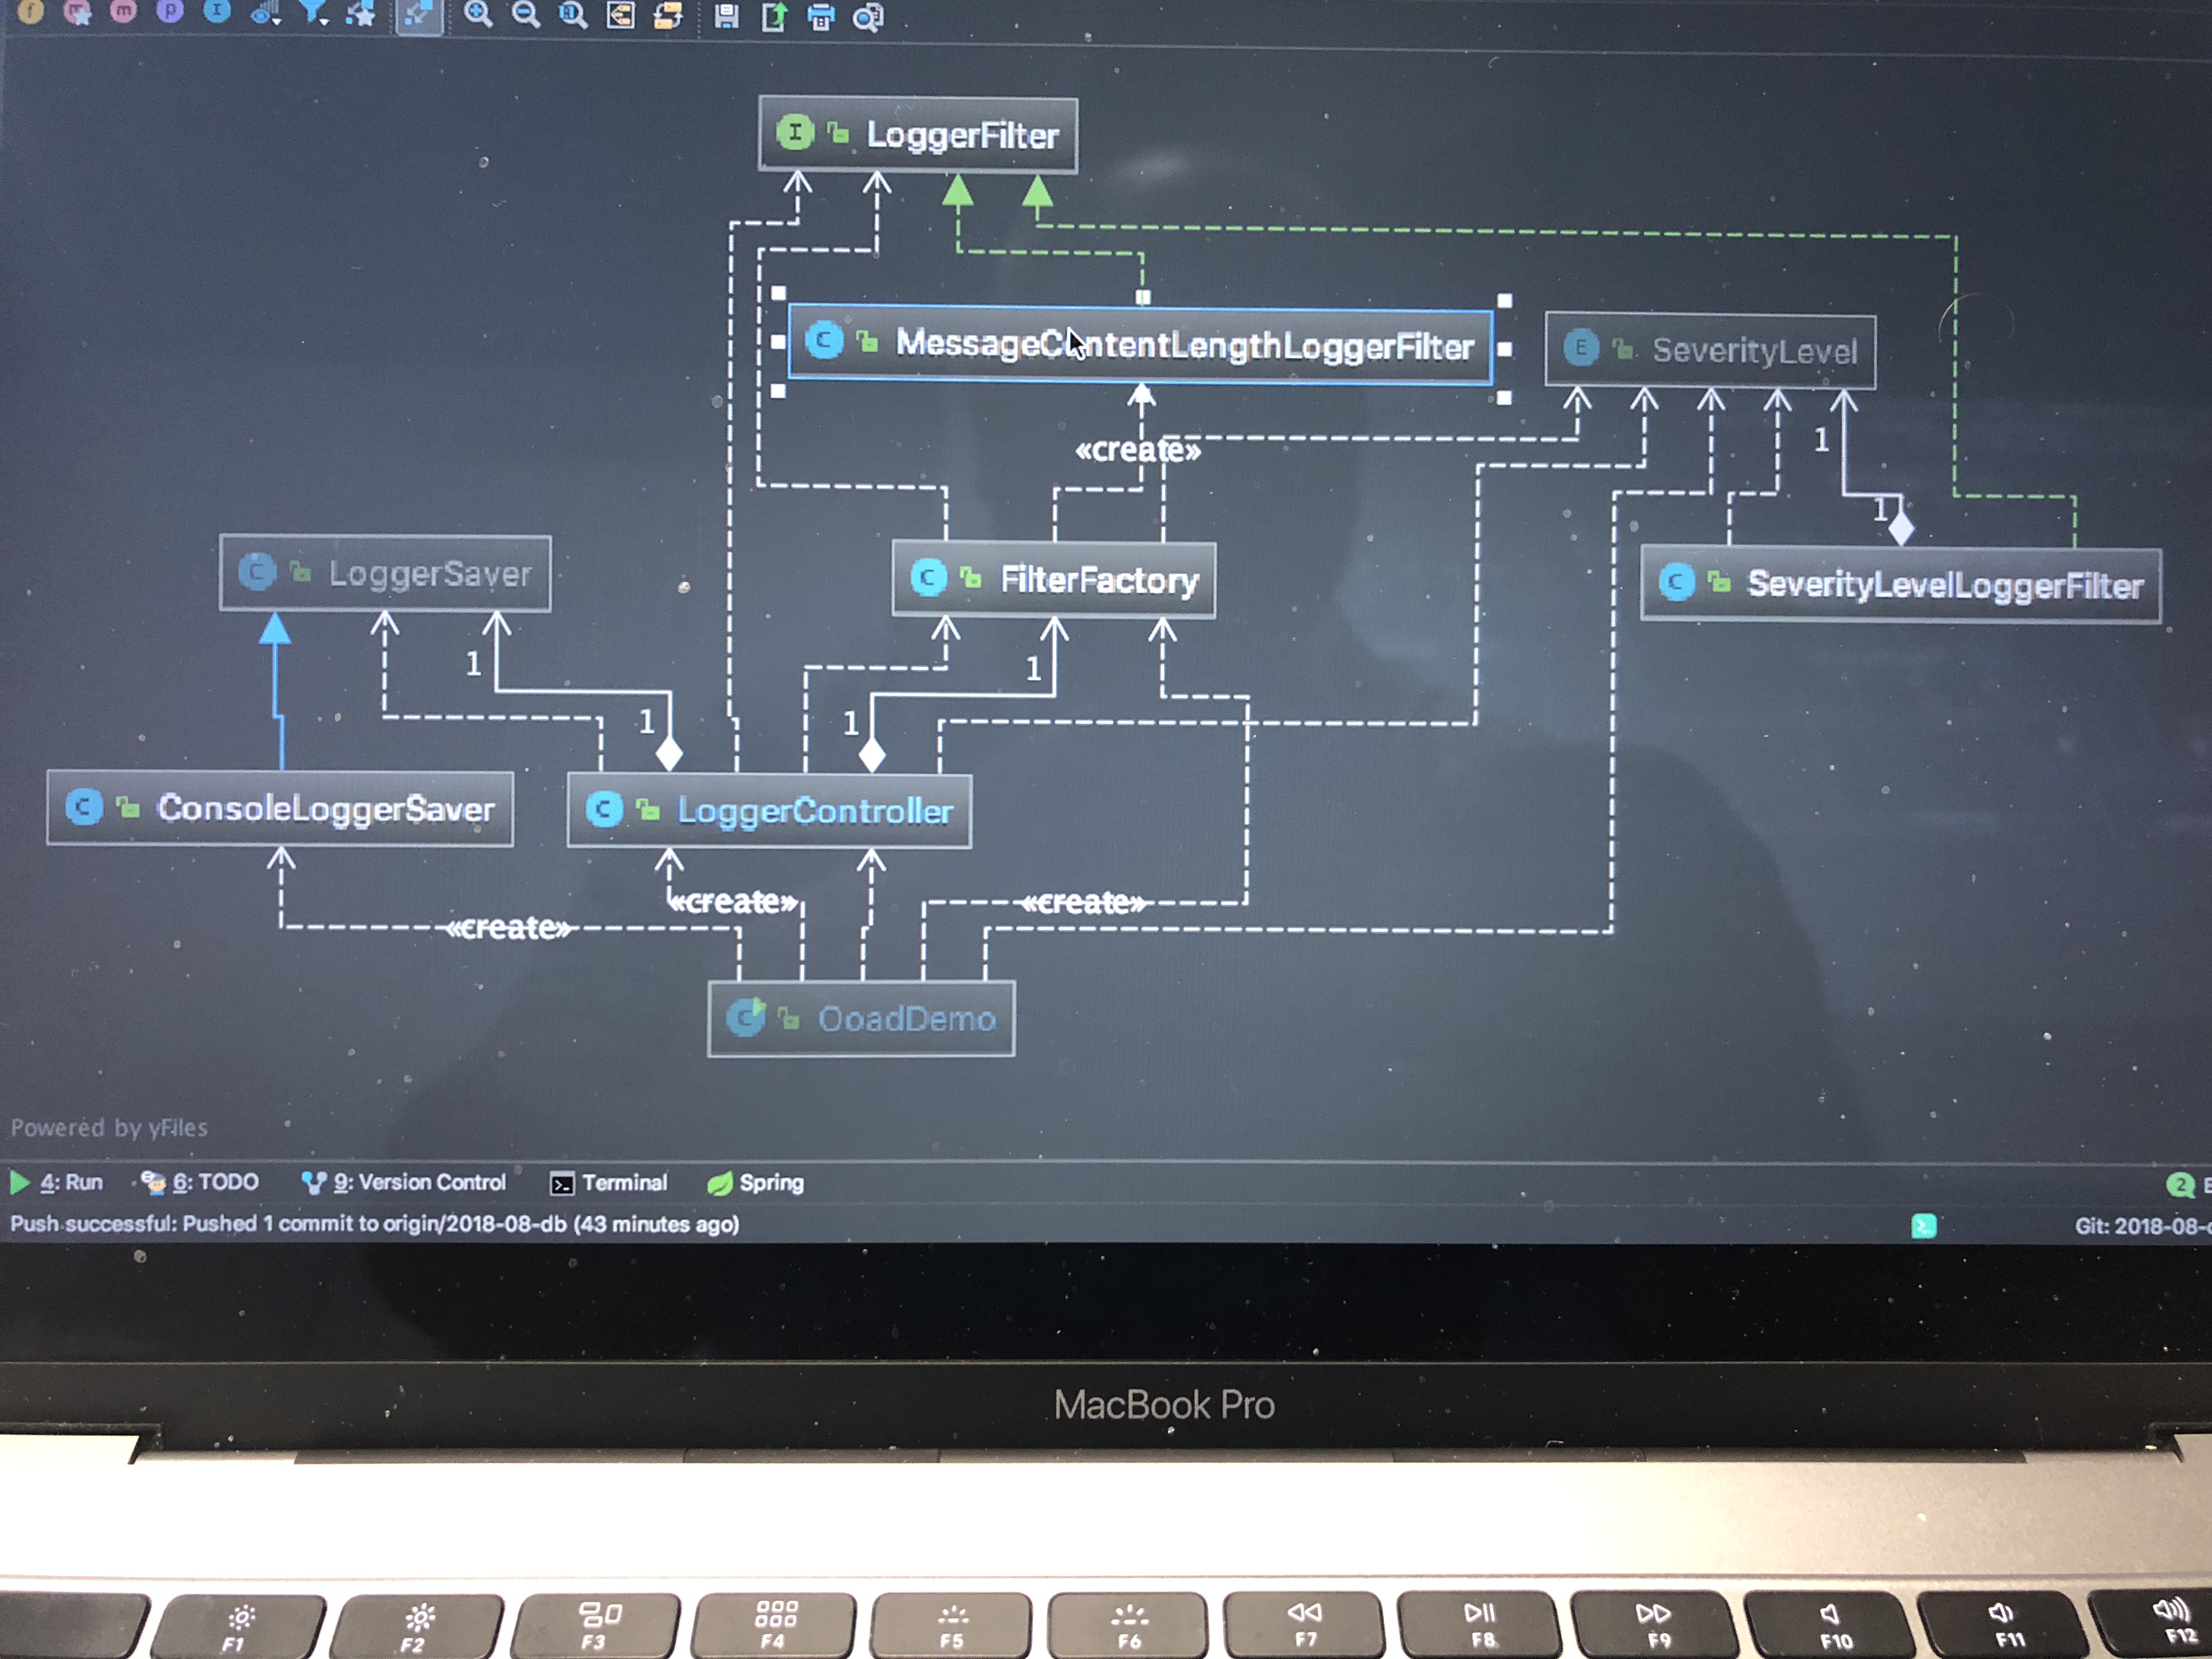 LoggerFilter
MessageContentLengthLoggerFilter
SeverityLevel
«create»
1
1
LoggerSaver
FilterFactory
SeverityLevelLoggerFilter
1
1
1
1
ConsoleLoggerSaver
LoggerController
«create»
«create»
«create»
OoadDemo
Powered by yFiles
4: Run
6: TODO
9: Version Control
Terminal
Spring
2
Push successful: Pushed 1 commit to origin/2018-08-db (43 minutes ago)
Git: 2018-08-
MacBook Pro
F1
F2
F3
F4
F5
F6
F7
F8
F9
F10
F11
F12